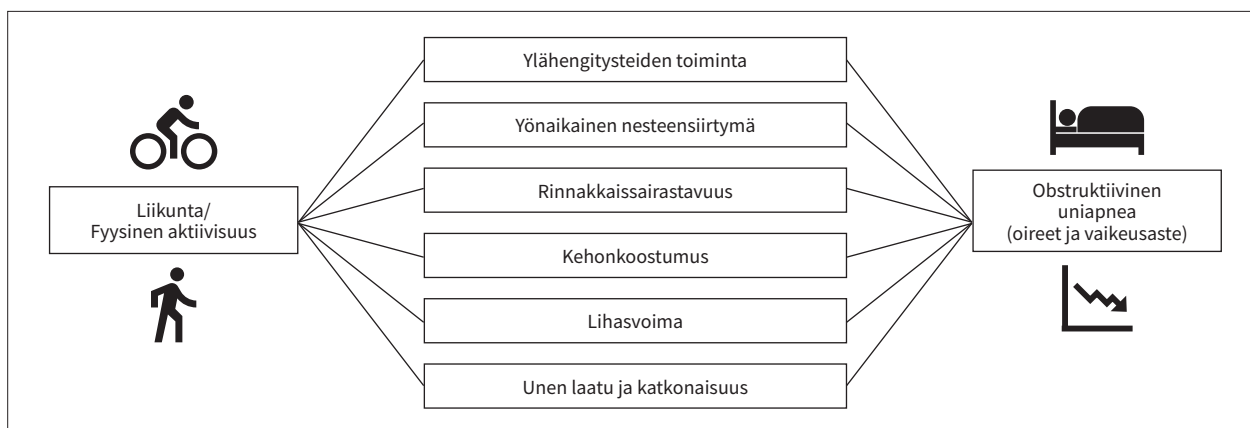 Liikunta/
Fyysinen aktiivisuus
Ylähengitysteiden toiminta
Yönaikainen nesteensiirtymä
Rinnakkaissairastavuus
Kehonkoostumus
Lihasvoima
Unen laatu ja katkonaisuus
Obstruktiivinen
uniapnea
(oireet ja vaikeusaste)